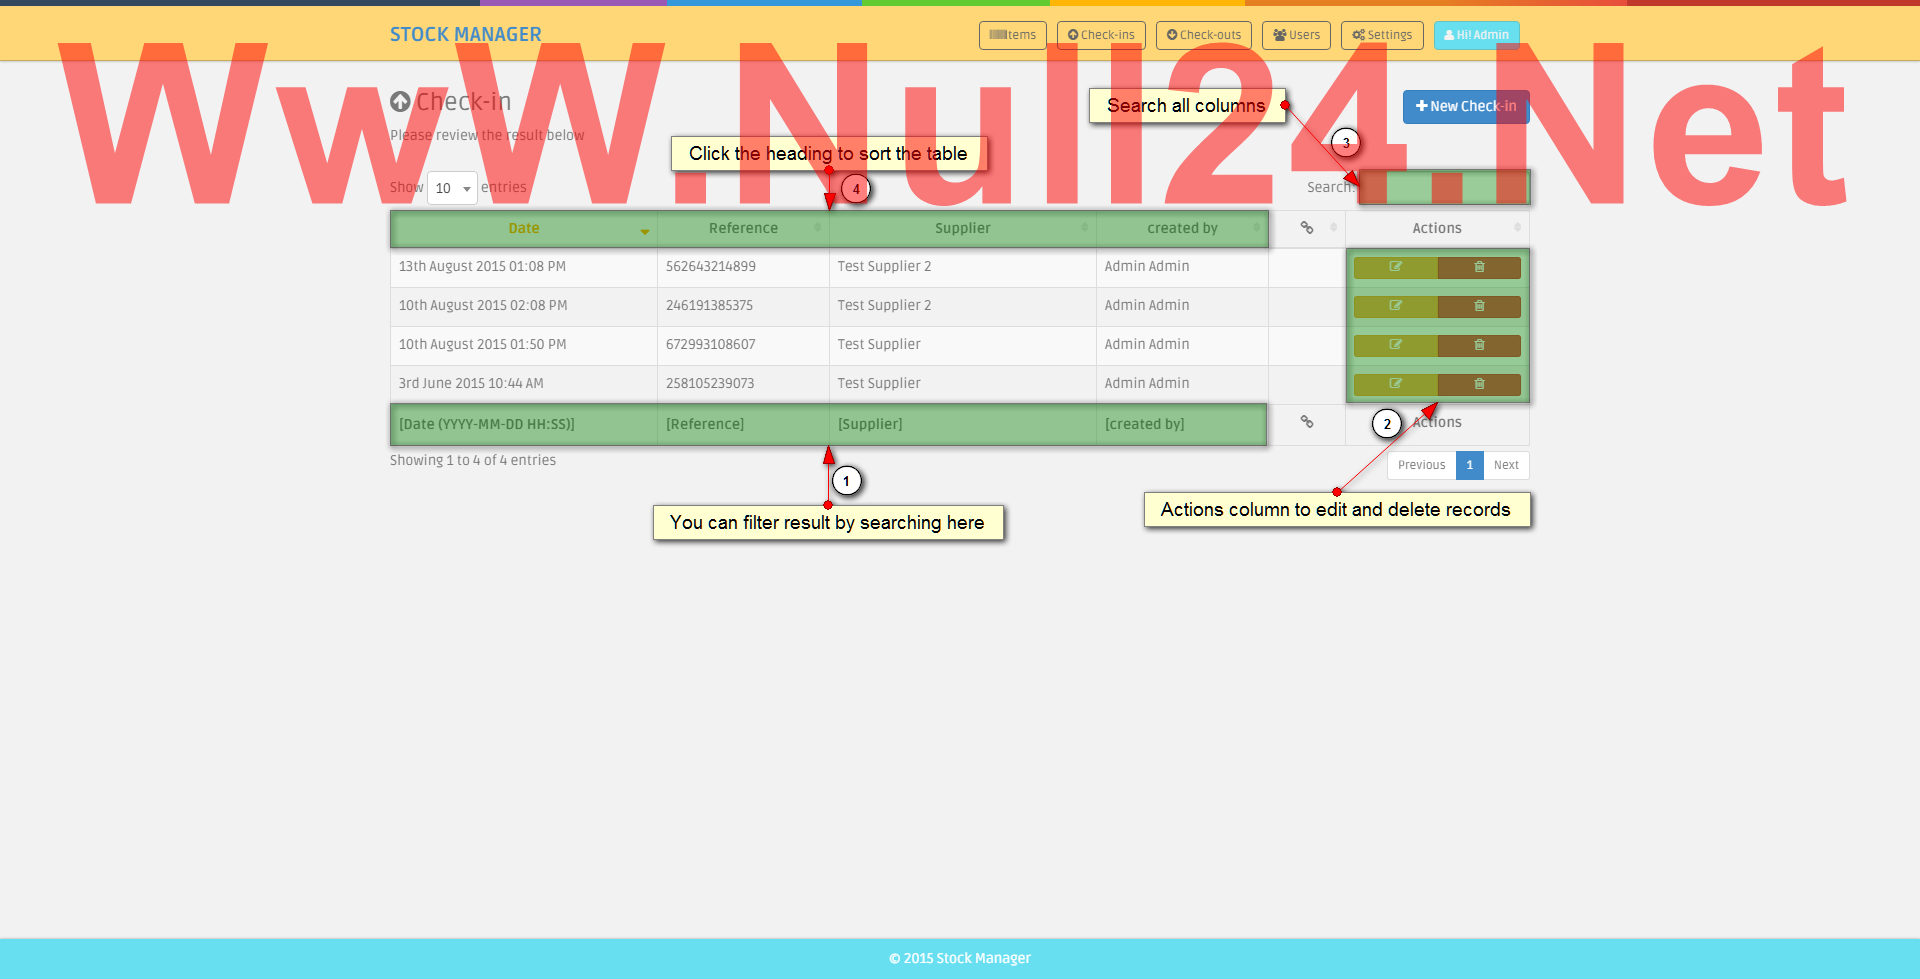 STOCK MANAGER
Items Check-ins Check-outs Users Settings Hi! Admin
WwW.Null24.Net
Check-in
Search all columns
New Check-in
Please review the result below
3
Click the heading to sort the table
Show 10 entries
4
Search:
Date Reference Supplier created by Actions
13th August 2015 01:08 PM 562643214899 Test Supplier 2 Admin Admin
10th August 2015 02:08 PM 246191385375 Test Supplier 2 Admin Admin
10th August 2015 01:50 PM 672993108607 Test Supplier Admin Admin
3rd June 2015 10:44 AM 258105239073 Test Supplier Admin Admin
[Date (YYYY-MM-DD HH:SS)] [Reference] [Supplier] [created by] 2 Actions
Showing 1 to 4 of 4 entries
Previous 1 Next
1
You can filter result by searching here
Actions column to edit and delete records
© 2015 Stock Manager